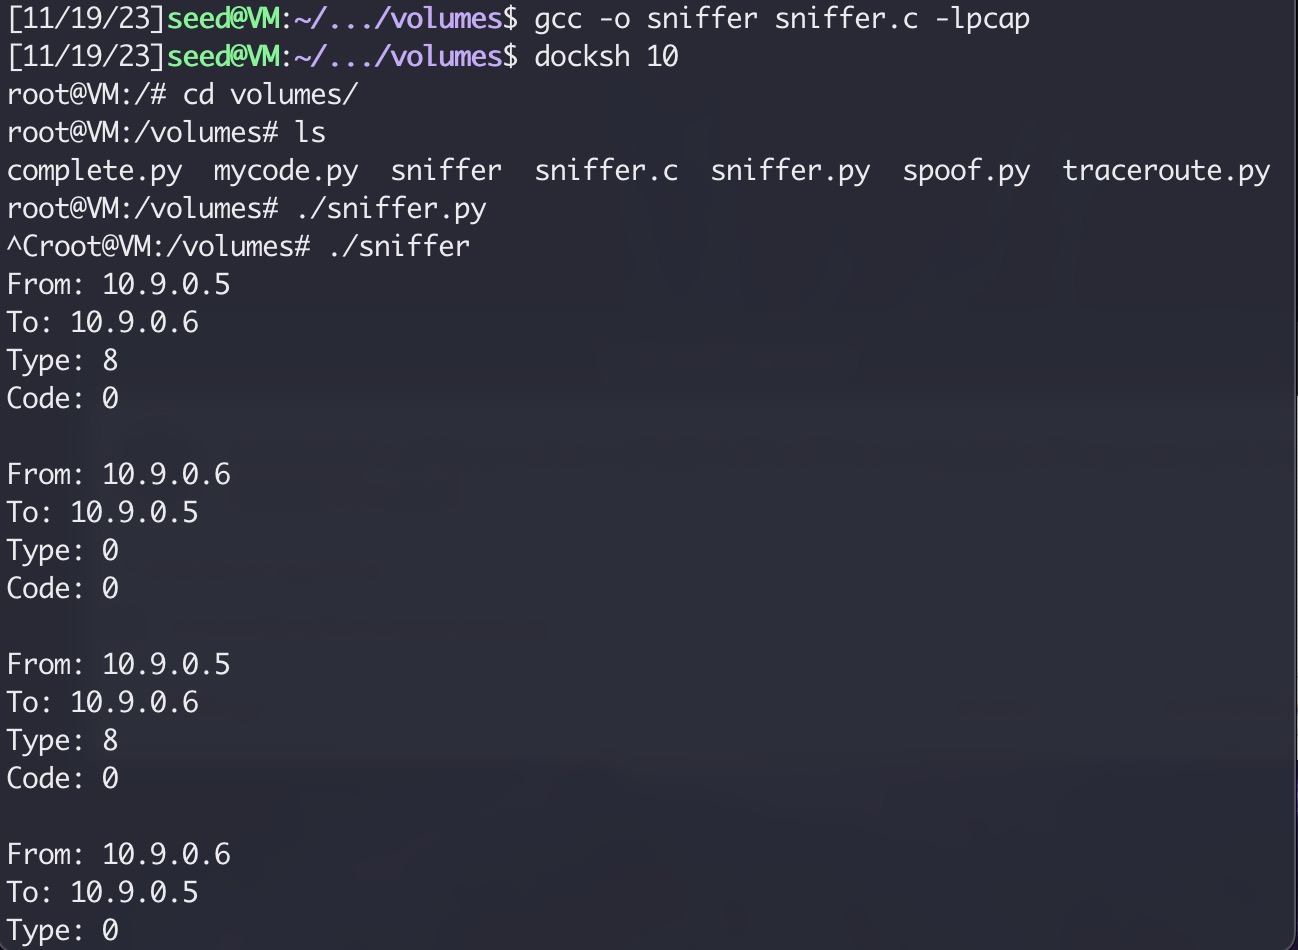 [11/19/23]seed@VM:~/.../volumes$ gcc -o sniffer sniffer.c -lpcap
[11/19/23]seed@VM:~/.../volumes$ docksh 10
root@VM:/# cd volumes/
root@VM:/volumes# ls
complete.py  mycode.py  sniffer  sniffer.c  sniffer.py  spoof.py  traceroute.py
root@VM:/volumes# ./sniffer.py
^Croot@VM:/volumes# ./sniffer
From: 10.9.0.5
To: 10.9.0.6
Type: 8
Code: 0

From: 10.9.0.6
To: 10.9.0.5
Type: 0
Code: 0

From: 10.9.0.5
To: 10.9.0.6
Type: 8
Code: 0

From: 10.9.0.6
To: 10.9.0.5
Type: 0